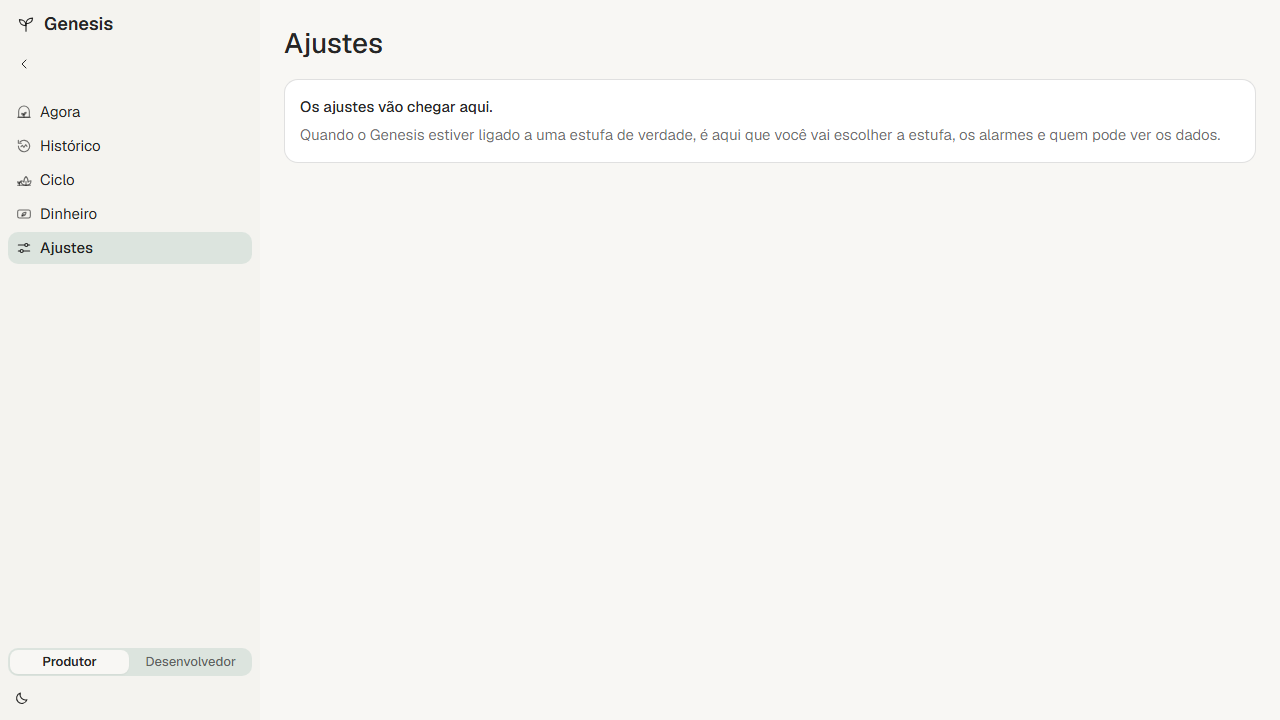 Genesis
Agora
Histórico
Ciclo
Dinheiro
Ajustes
Produtor
Desenvolvedor
Ajustes
Os ajustes vão chegar aqui.
Quando o Genesis estiver ligado a uma estufa de verdade, é aqui que você vai escolher a estufa, os alarmes e quem pode ver os dados.